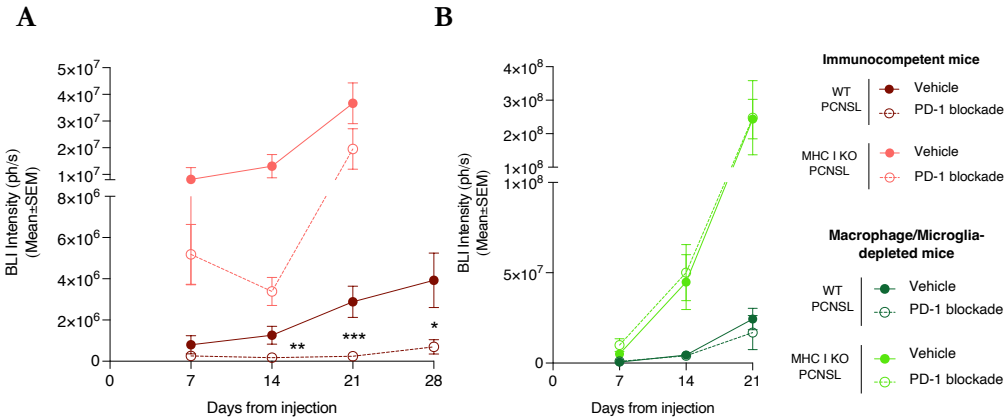 A
BLI Intensity (ph/s)
(Mean±SEM)
5×10⁷
4×10⁷
3×10⁷
2×10⁷
1×10⁷
8×10⁶
6×10⁶
4×10⁶
2×10⁶
0
**
***
*
0 7 14 21 28
Days from injection
B
BLI Intensity (ph/s)
(Mean±SEM)
4×10⁸
3×10⁸
2×10⁸
1×10⁸
1×10⁸
5×10⁷
0
0 7 14 21
Days from injection
Immunocompetent mice
WT
PCNSL
Vehicle
PD-1 blockade
MHC I KO
PCNSL
Vehicle
PD-1 blockade
Macrophage/Microglia-
depleted mice
WT
PCNSL
Vehicle
PD-1 blockade
MHC I KO
PCNSL
Vehicle
PD-1 blockade